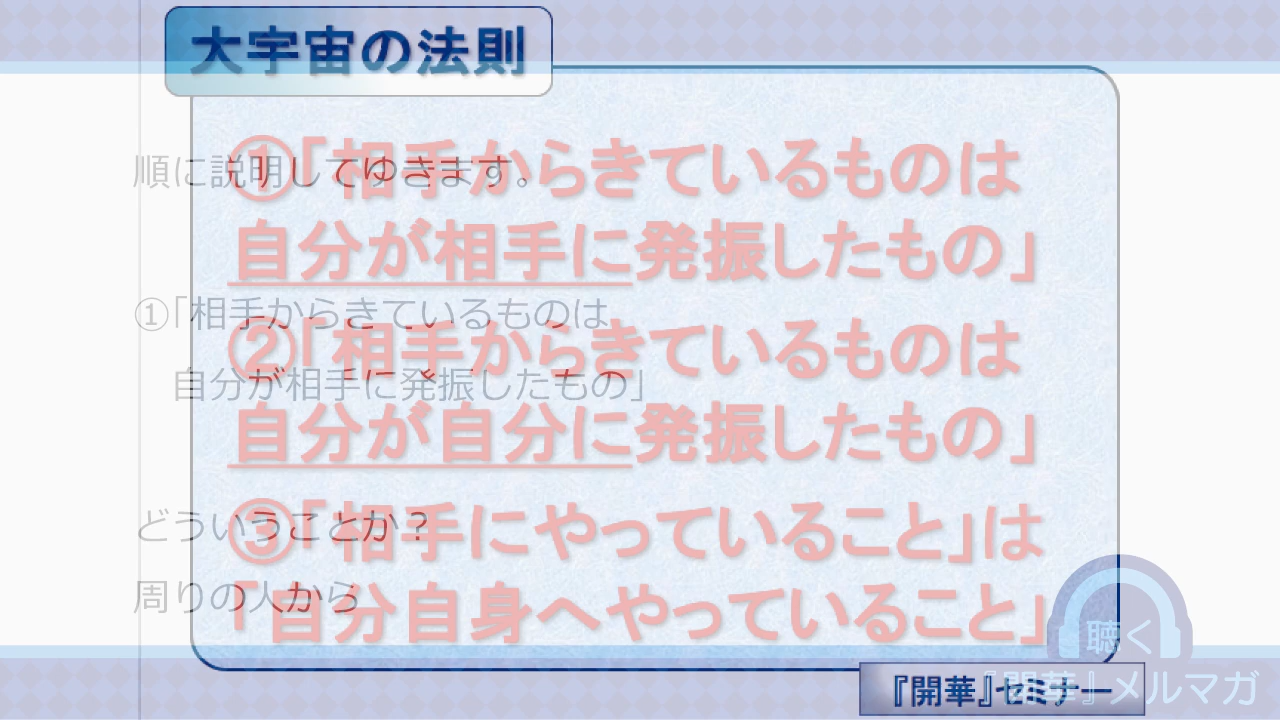 大宇宙の法則
①「相手からきているものは
自分が相手に発振したもの」
②「相手からきているものは
自分が自分に発振したもの」
③「相手にやっていること」は
「自分自身へやっていること」
順に説明してゆきます。
①「相手からきているものは
自分が相手に発振したもの」
どういうことか？
周りの人から
聴く
『開華』メルマガ
『開華』セミナー